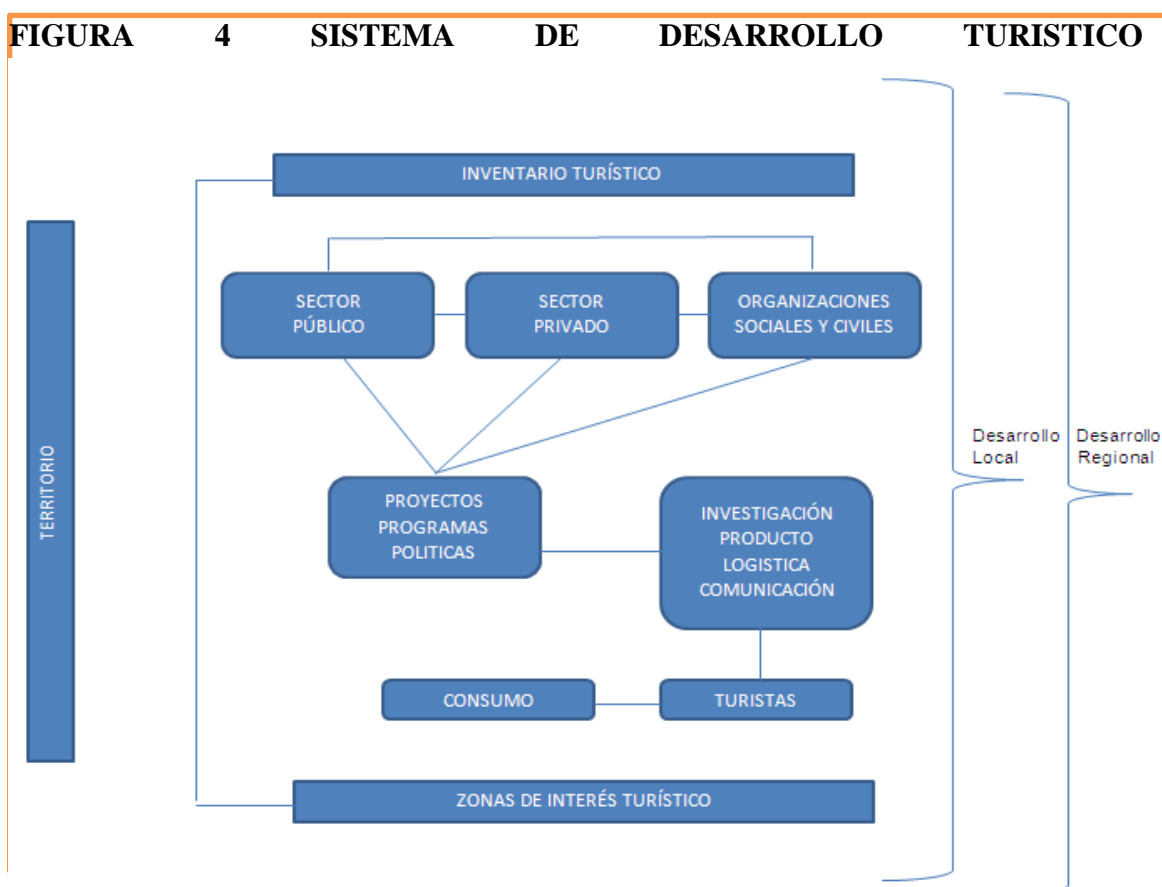 FIGURA 4 SISTEMA DE DESARROLLO TURISTICO
INVENTARIO TURÍSTICO
SECTOR
PÚBLICO
SECTOR
PRIVADO
ORGANIZACIONES
SOCIALES Y CIVILES
TERRITORIO
Desarrollo
Local
Desarrollo
Regional
PROYECTOS
PROGRAMAS
POLITICAS
INVESTIGACIÓN
PRODUCTO
LOGISTICA
COMUNICACIÓN
CONSUMO
TURISTAS
ZONAS DE INTERÉS TURÍSTICO